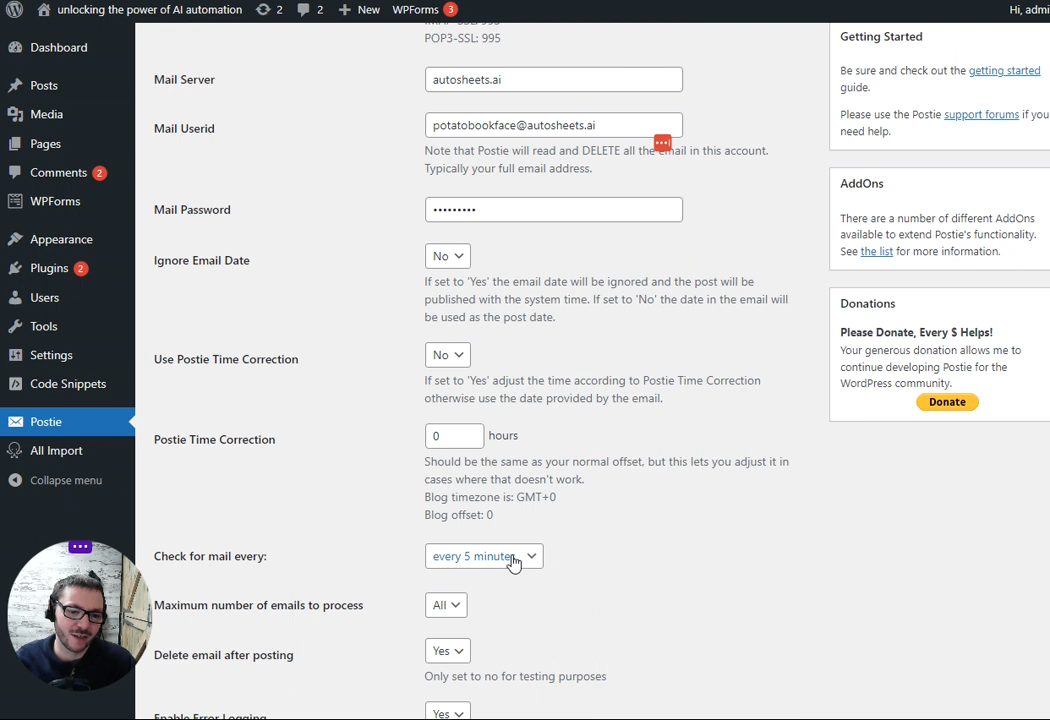 unlocking the power of AI automation
2
2
New
WPForms 3
Hi, admi
Dashboard
Posts
Media
Pages
Comments 2
WPForms
Appearance
Plugins 2
Users
Tools
Settings
Code Snippets
Postie
All Import
Collapse menu
POP3-SSL: 995
Mail Server
autosheets.ai
Mail Userid
potatobookface@autosheets.ai
Note that Postie will read and DELETE all the email in this account.
Typically your full email address.
Mail Password
•••••••••
Ignore Email Date
No
If set to 'Yes' the email date will be ignored and the post will be
published with the system time. If set to 'No' the date in the email will
be used as the post date.
Use Postie Time Correction
No
If set to 'Yes' adjust the time according to Postie Time Correction
otherwise use the date provided by the email.
Postie Time Correction
0 hours
Should be the same as your normal offset, but this lets you adjust it in
cases where that doesn't work.
Blog timezone is: GMT+0
Blog offset: 0
Check for mail every:
every 5 minutes
Maximum number of emails to process
All
Delete email after posting
Yes
Only set to no for testing purposes
Enable Error Logging
Yes
Getting Started
Be sure and check out the getting started
guide.
Please use the Postie support forums if you
need help.
AddOns
There are a number of different AddOns
available to extend Postie's functionality.
See the list for more information.
Donations
Please Donate, Every $ Helps!
Your generous donation allows me to
continue developing Postie for the
WordPress community.
Donate